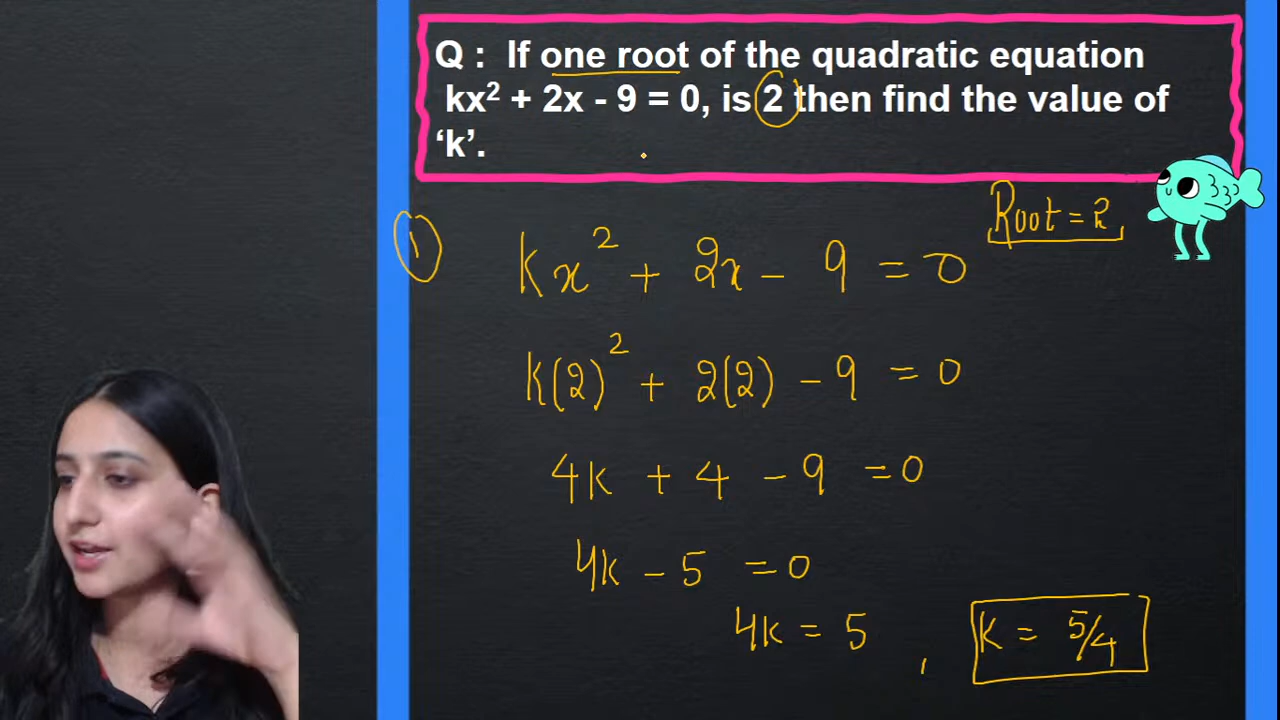 Q : If one root of the quadratic equation
kx² + 2x - 9 = 0, is 2 then find the value of
‘k’.
Root = 2
1
kx² + 2x - 9 = 0
k(2)² + 2(2) - 9 = 0
4k + 4 - 9 = 0
4k - 5 = 0
4k = 5 , k = 5/4